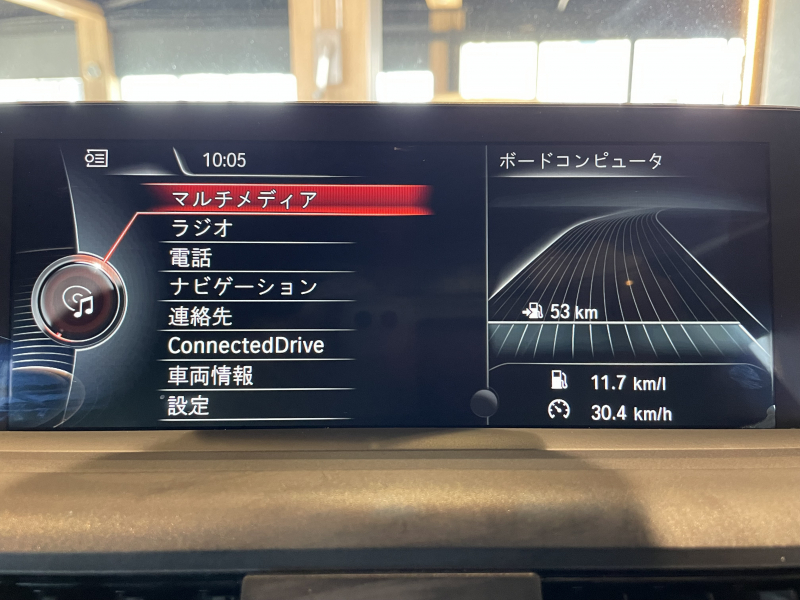 10:05
マルチメディア
ラジオ
電話
ナビゲーション
連絡先
ConnectedDrive
車両情報
設定
ボードコンピュータ
53 km
11.7 km/l
30.4 km/h